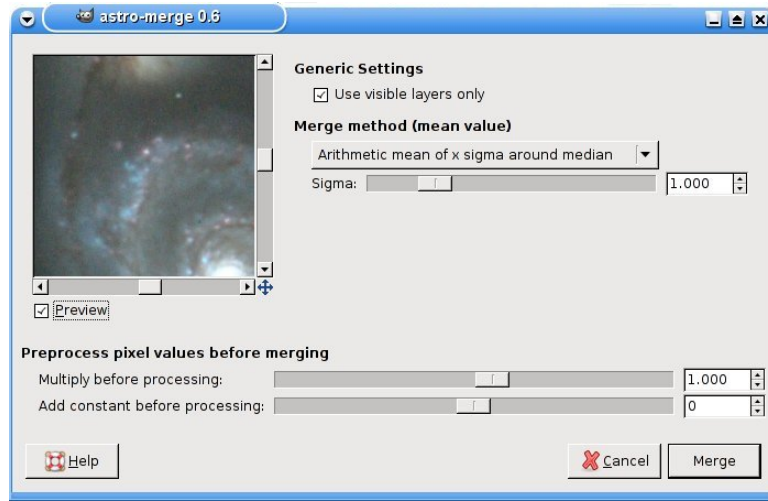 astro-merge 0.6
Generic Settings
Use visible layers only
Merge method (mean value)
Arithmetic mean of x sigma around median
Sigma: 1.000
Preview
Preprocess pixel values before merging
Multiply before processing: 1.000
Add constant before processing: 0
Help Cancel Merge